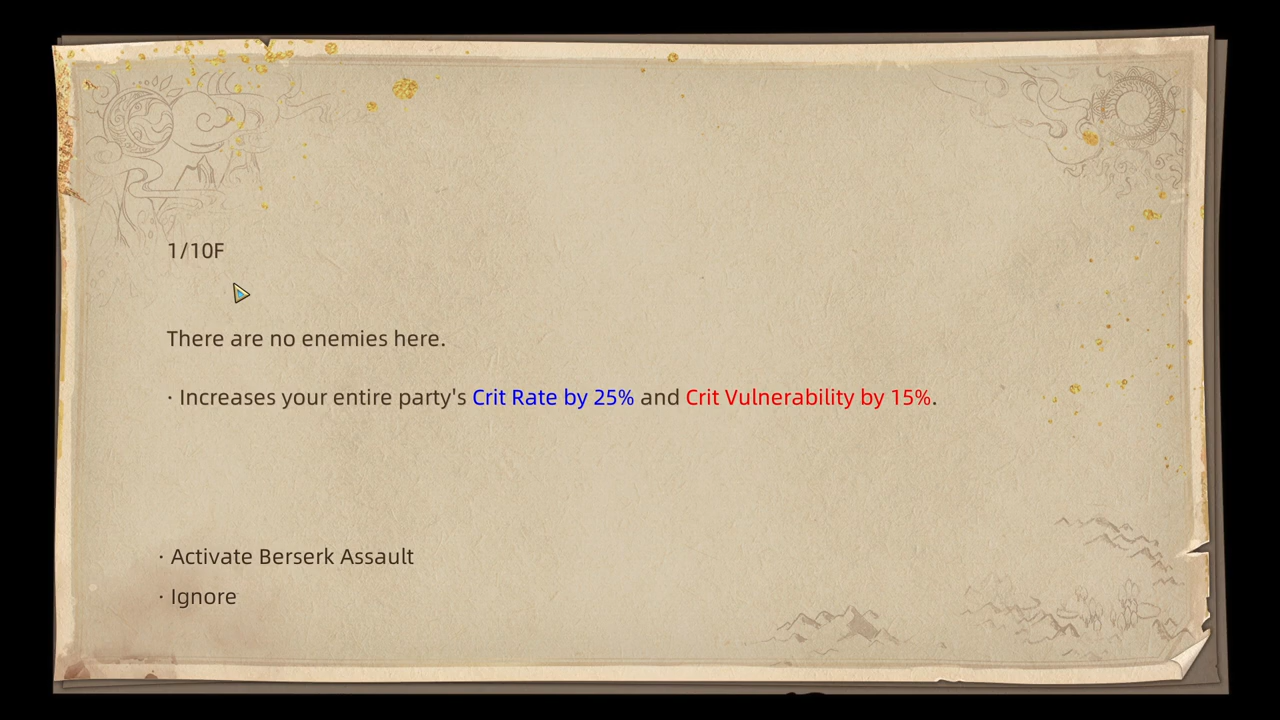 1/10F
There are no enemies here.
· Increases your entire party's Crit Rate by 25% and Crit Vulnerability by 15%.
· Activate Berserk Assault
· Ignore